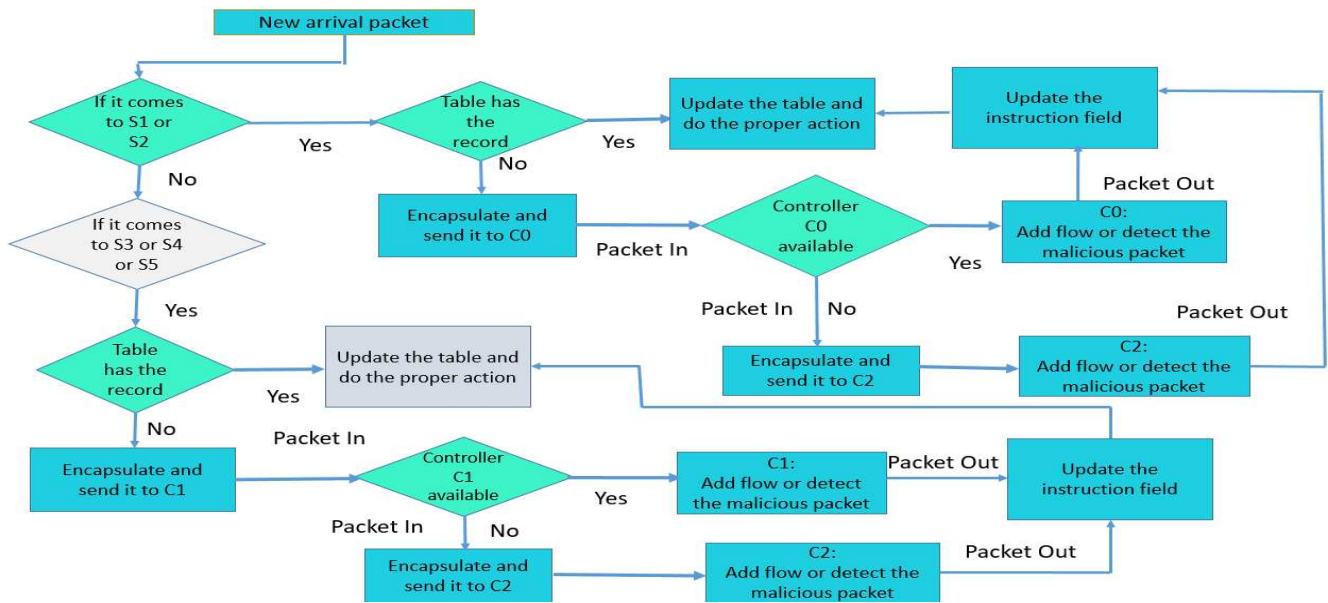 New arrival packet
If it comes
to S1 or
S2
Yes
Table has
the
record
Yes
Update the table and
do the proper action
Update the
instruction field
No
No
Packet Out
Encapsulate and
send it to C0
Packet In
Controller
C0
available
Yes
C0:
Add flow or detect the
malicious packet
If it comes
to S3 or S4
or S5
Yes
Packet In
No
Packet Out
Encapsulate and
send it to C2
C2:
Add flow or detect the
malicious packet
Table
has the
record
Yes
Update the table and
do the proper action
No
Packet In
Encapsulate and
send it to C1
Controller
C1
available
Yes
C1:
Add flow or detect
the malicious packet
Packet Out
Update the
instruction field
Packet In
No
Encapsulate and
send it to C2
C2:
Add flow or detect the
malicious packet
Packet Out